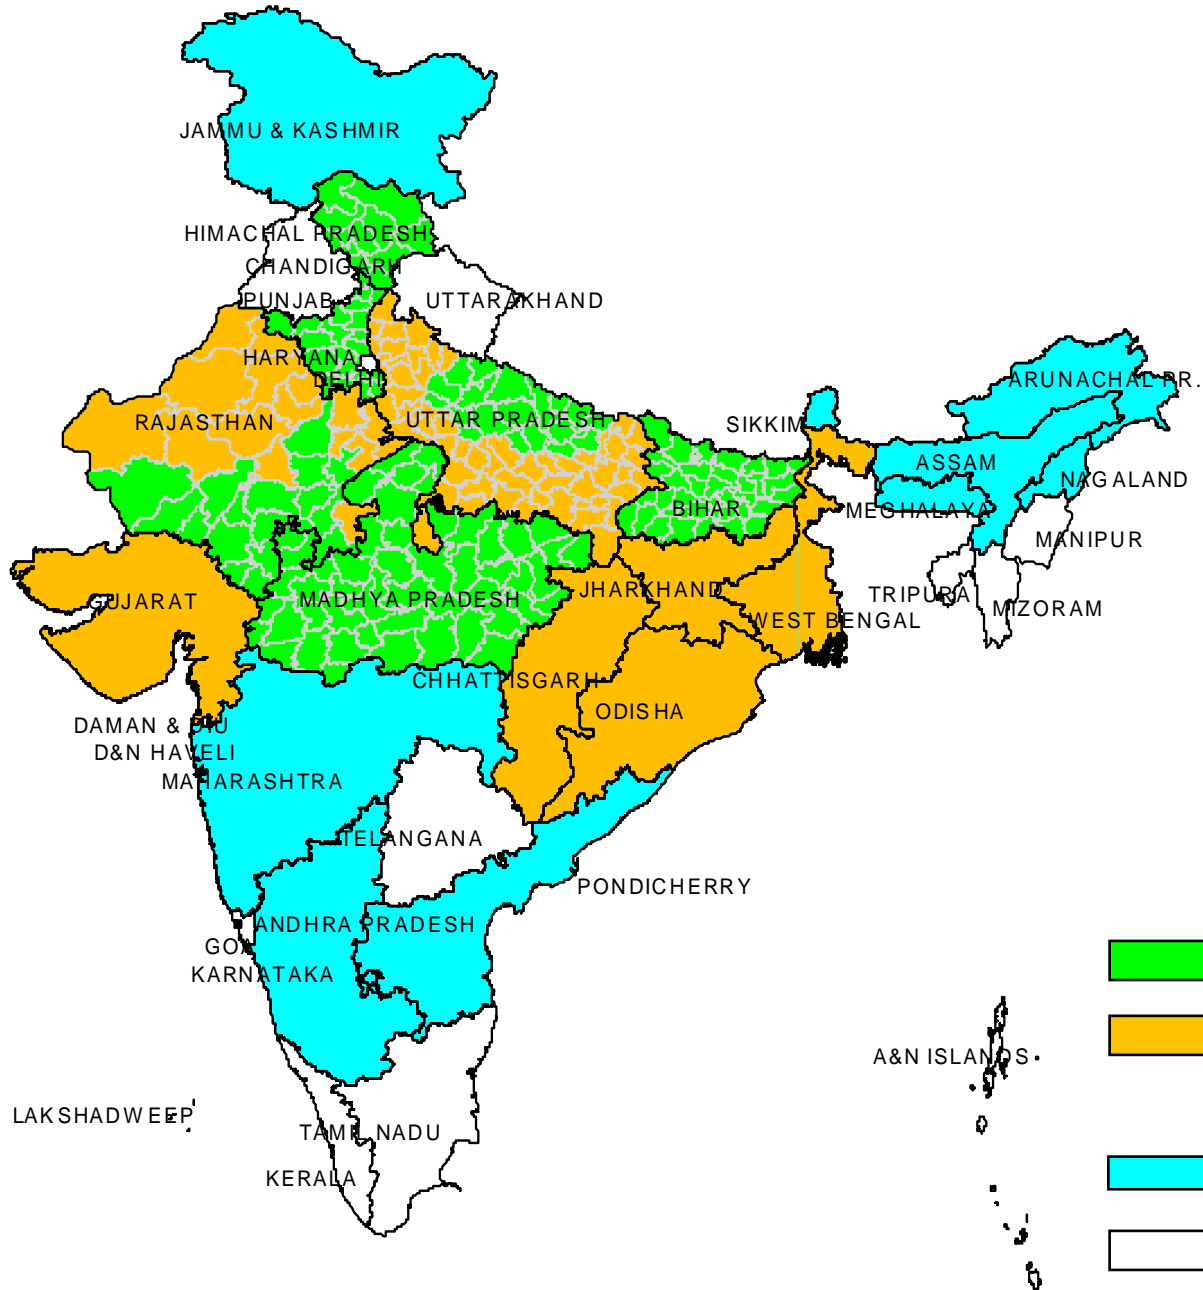 JAMMU & KASHMIR
HIMACHAL PRADESH
CHANDIGARH
PUNJAB
UTTARAKHAND
HARYANA
DELHI
ARUNACHAL PR.
RAJASTHAN
UTTAR PRADESH
SIKKIM
ASSAM
NAGALAND
BIHAR
MEGHALAYA
MANIPUR
GUJARAT
MADHYA PRADESH
JHARKHAND
TRIPURA
MIZORAM
WEST BENGAL
CHHATTISGARH
ODISHA
DAMAN & DIU
D&N HAVELI
MAHARASHTRA
TELANGANA
PONDICHERRY
ANDHRA PRADESH
GOA
KARNATAKA
A&N ISLANDS
LAKSHADWEEP
TAMIL NADU
KERALA